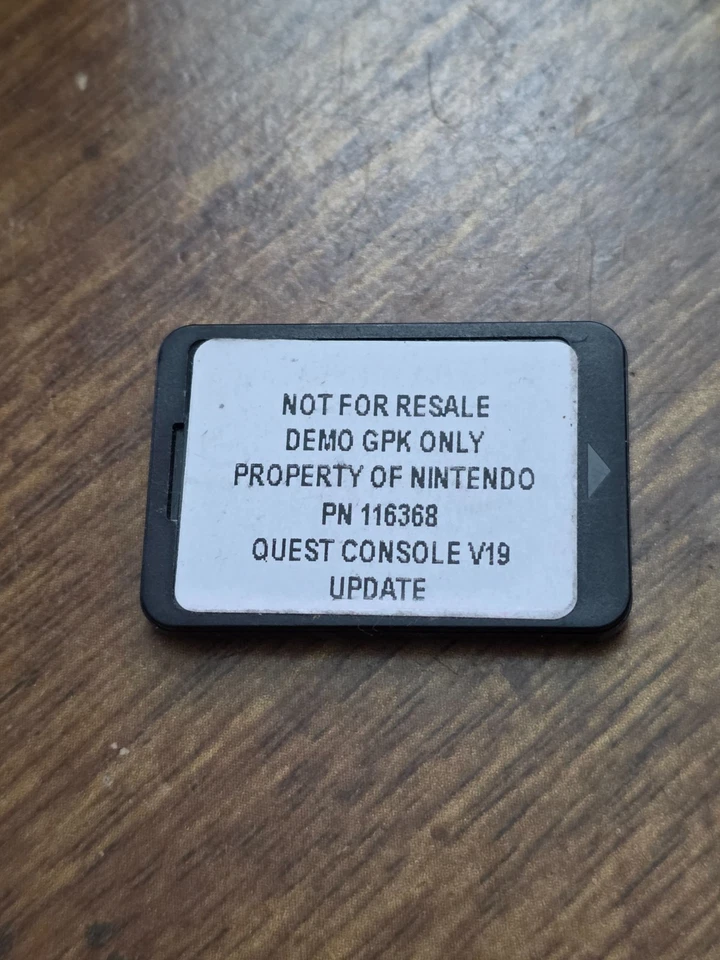 NOT FOR RESALE
DEMO GPK ONLY
PROPERTY OF NINTENDO
PN 116368
QUEST CONSOLE V19
UPDATE